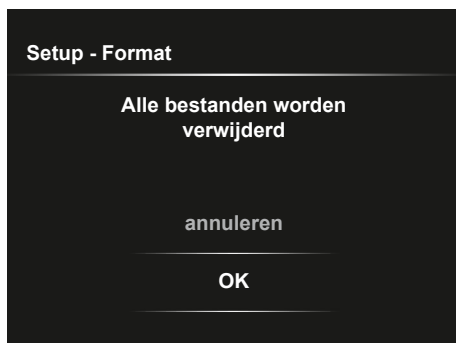 Setup - Format
Alle bestanden worden
verwijderd
annuleren
OK